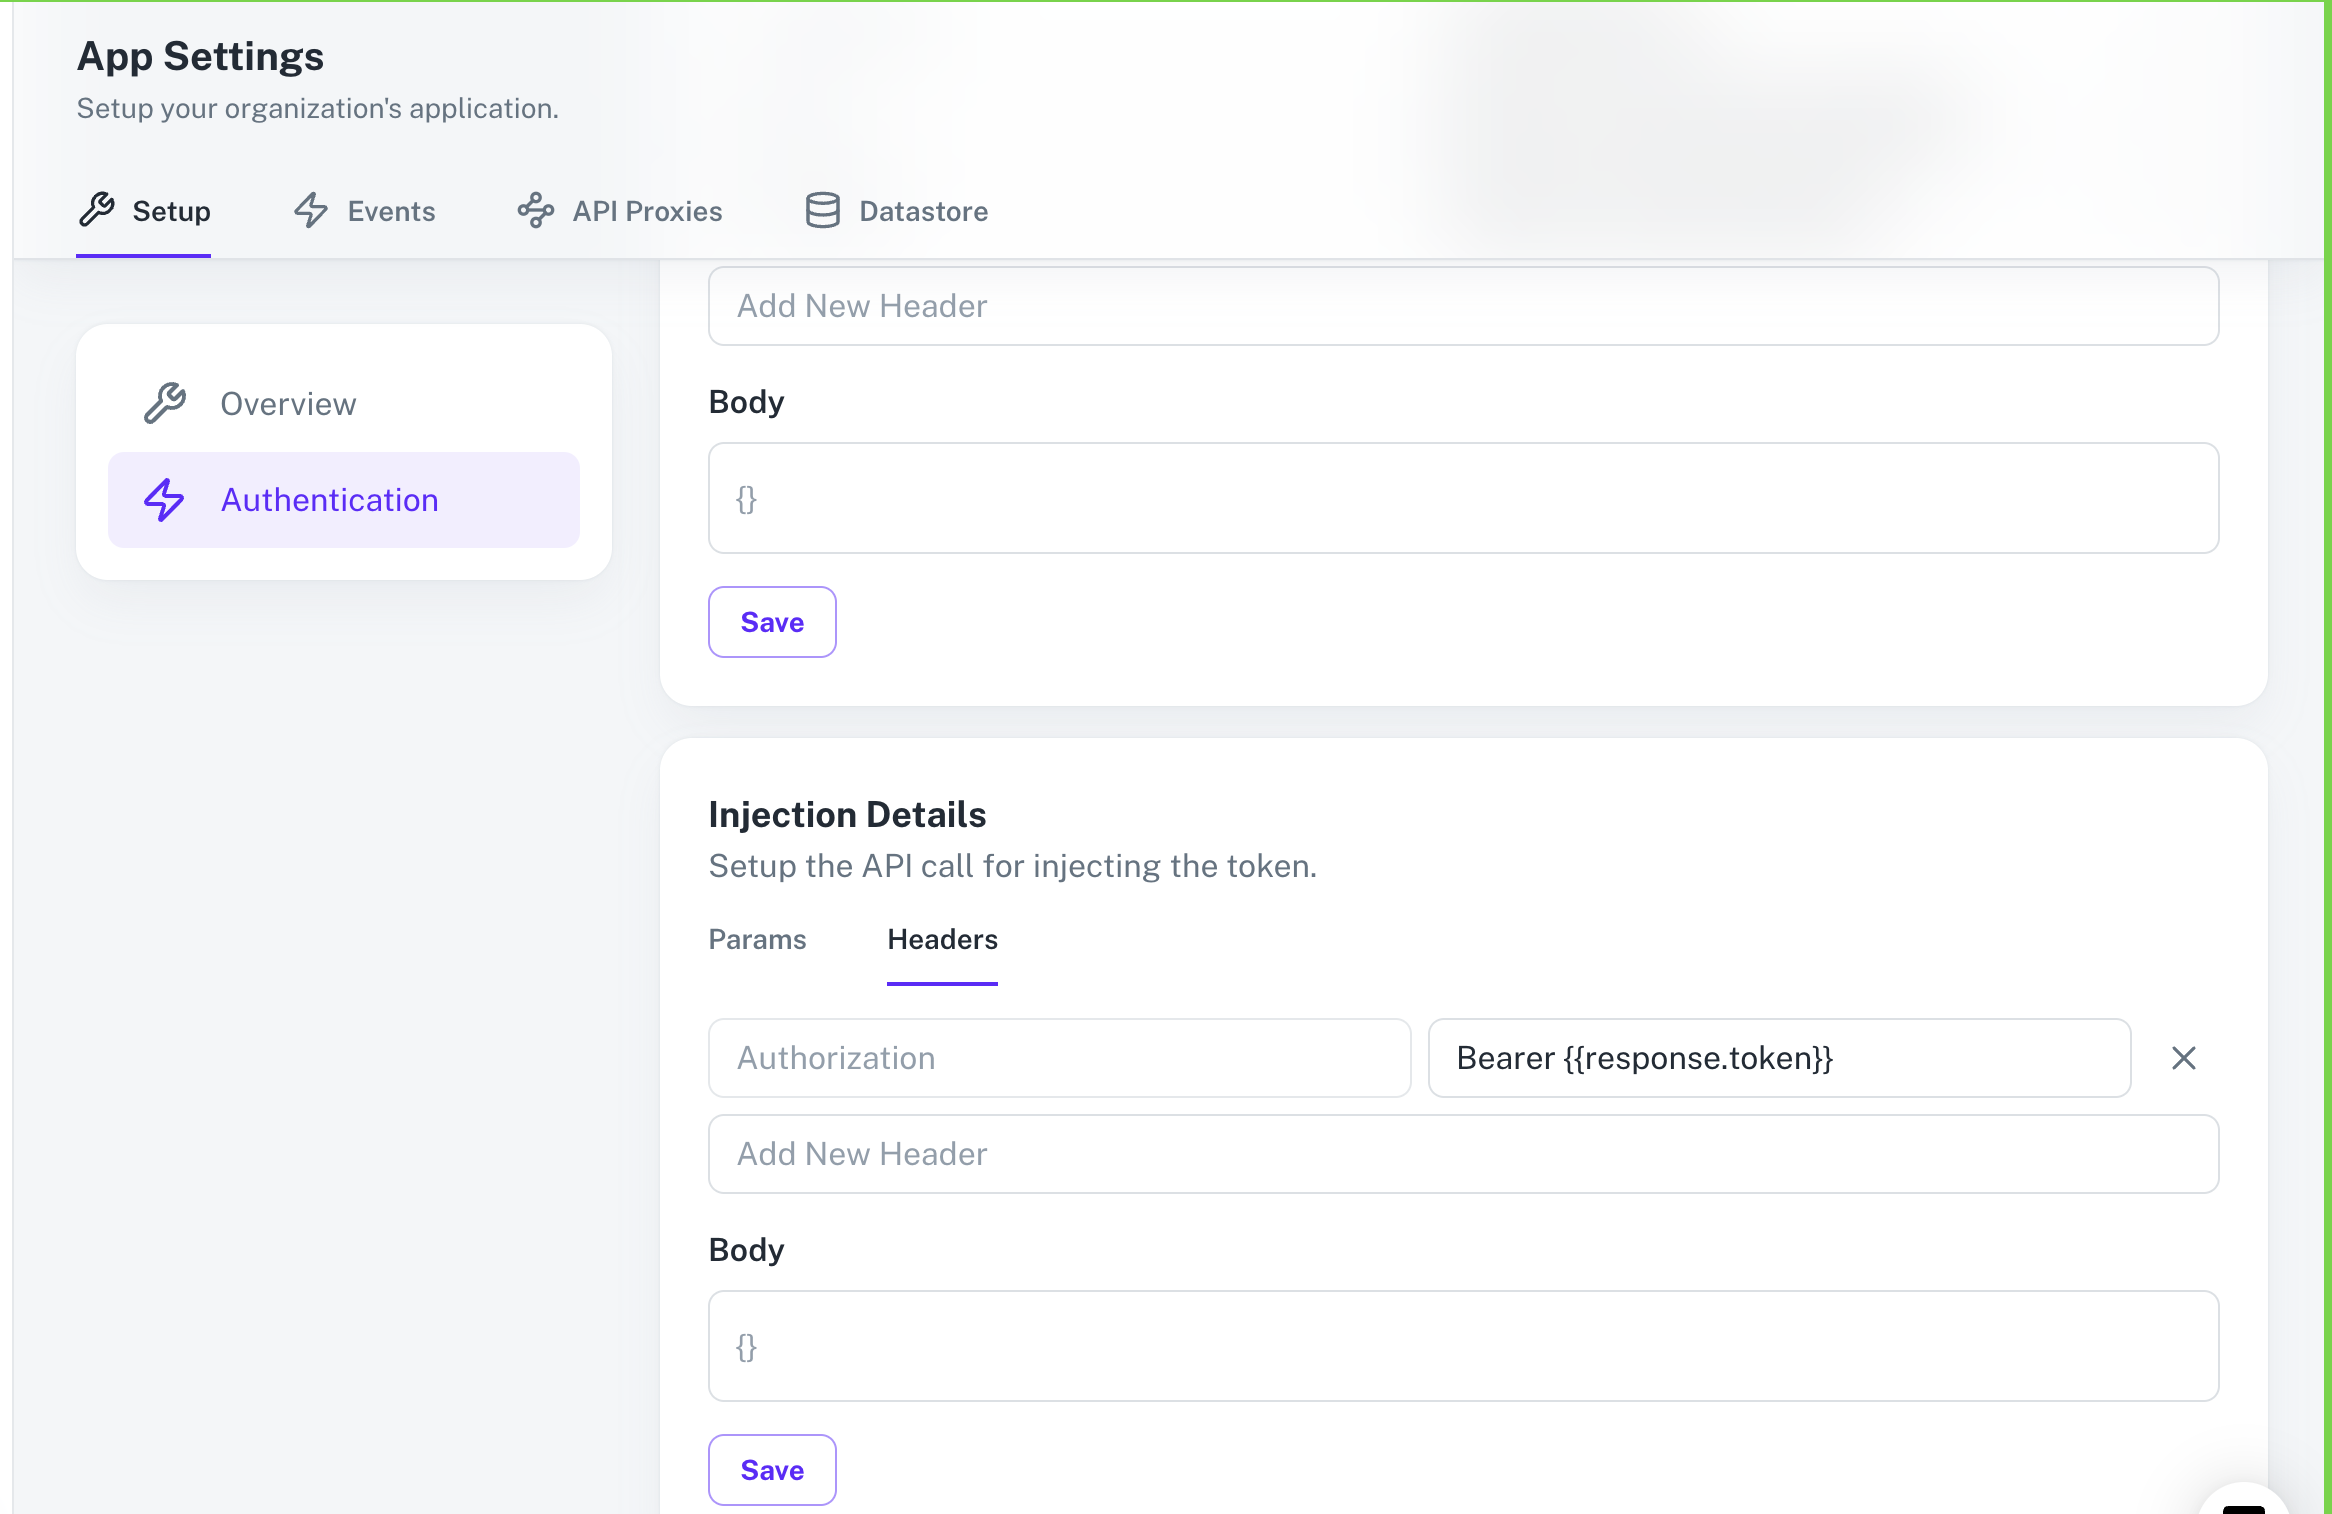 App Settings
Setup your organization's application.
Setup
Events
API Proxies
Datastore
Overview
Authentication
Add New Header
Body
{}
Save
Injection Details
Setup the API call for injecting the token.
Params
Headers
Authorization
Bearer {{response.token}}
Add New Header
Body
{}
Save